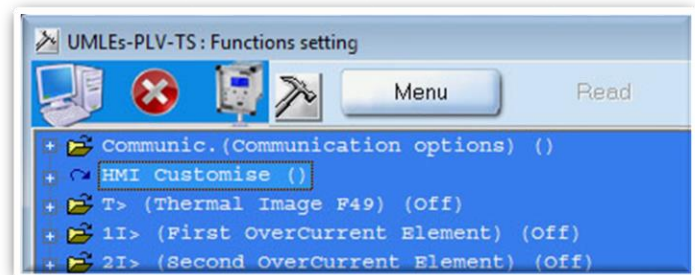 UMLEs-PLV-TS : Functions setting
Menu Read
Communic. (Communication options) ()
HMI Customise ()
T> (Thermal Image F49) (Off)
1I> (First OverCurrent Element) (Off)
2I> (Second OverCurrent Element) (Off)